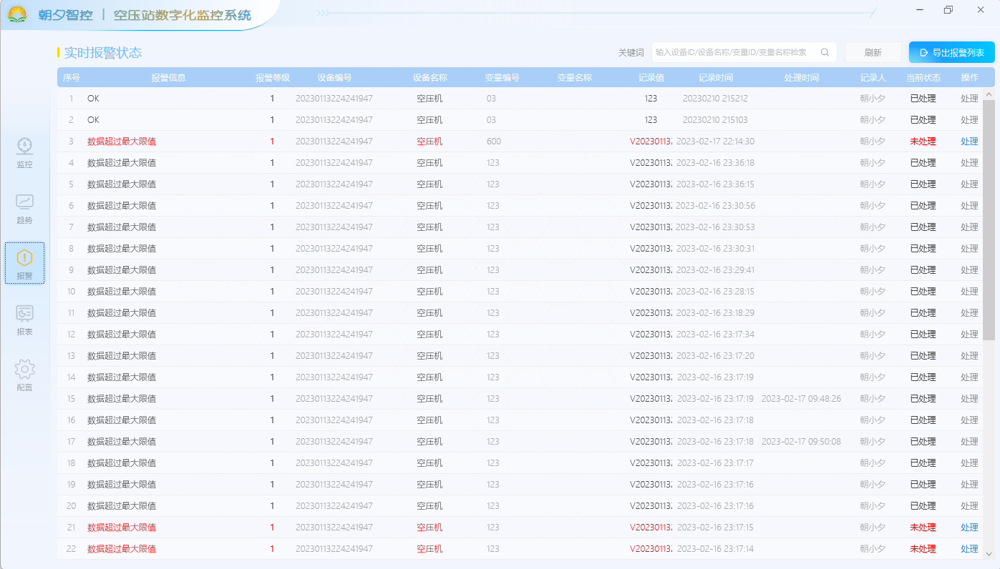 朝夕智控 | 空压站数字化监控系统
实时报警状态 关键词 输入设备ID/设备名称/变量ID/变量名称检索 刷新 导出报警列表
序号 报警信息 报警等级 设备编号 设备名称 变量编号 变量名称 记录值 记录时间 处理时间 记录人 当前状态 操作
1 OK 1 20230113224241947 空压机 03 123 20230210 215212 朝小夕 已处理 处理
2 OK 1 20230113224241947 空压机 03 123 20230210 215103 朝小夕 已处理 处理
3 数据超过最大限值 1 20230113224241947 空压机 600 V20230113 2023-02-17 22:14:30 朝小夕 未处理 处理
4 数据超过最大限值 1 20230113224241947 空压机 123 V20230113 2023-02-16 23:36:18 朝小夕 已处理 处理
5 数据超过最大限值 1 20230113224241947 空压机 123 V20230113 2023-02-16 23:36:15 朝小夕 已处理 处理
6 数据超过最大限值 1 20230113224241947 空压机 123 V20230113 2023-02-16 23:30:56 朝小夕 已处理 处理
7 数据超过最大限值 1 20230113224241947 空压机 123 V20230113 2023-02-16 23:30:53 朝小夕 已处理 处理
8 数据超过最大限值 1 20230113224241947 空压机 123 V20230113 2023-02-16 23:30:31 朝小夕 已处理 处理
9 数据超过最大限值 1 20230113224241947 空压机 123 V20230113 2023-02-16 23:29:41 朝小夕 已处理 处理
10 数据超过最大限值 1 20230113224241947 空压机 123 V20230113 2023-02-16 23:28:15 朝小夕 已处理 处理
11 数据超过最大限值 1 20230113224241947 空压机 123 V20230113 2023-02-16 23:18:29 朝小夕 已处理 处理
12 数据超过最大限值 1 20230113224241947 空压机 123 V20230113 2023-02-16 23:17:34 朝小夕 已处理 处理
13 数据超过最大限值 1 20230113224241947 空压机 123 V20230113 2023-02-16 23:17:20 朝小夕 已处理 处理
14 数据超过最大限值 1 20230113224241947 空压机 123 V20230113 2023-02-16 23:17:19 朝小夕 已处理 处理
15 数据超过最大限值 1 20230113224241947 空压机 123 V20230113 2023-02-16 23:17:19 2023-02-17 09:48:26 朝小夕 已处理 处理
16 数据超过最大限值 1 20230113224241947 空压机 123 V20230113 2023-02-16 23:17:18 朝小夕 已处理 处理
17 数据超过最大限值 1 20230113224241947 空压机 123 V20230113 2023-02-16 23:17:18 2023-02-17 09:50:08 朝小夕 已处理 处理
18 数据超过最大限值 1 20230113224241947 空压机 123 V20230113 2023-02-16 23:17:17 朝小夕 已处理 处理
19 数据超过最大限值 1 20230113224241947 空压机 123 V20230113 2023-02-16 23:17:16 朝小夕 已处理 处理
20 数据超过最大限值 1 20230113224241947 空压机 123 V20230113 2023-02-16 23:17:16 朝小夕 已处理 处理
21 数据超过最大限值 1 20230113224241947 空压机 123 V20230113 2023-02-16 23:17:15 朝小夕 未处理 处理
22 数据超过最大限值 1 20230113224241947 空压机 123 V20230113 2023-02-16 23:17:14 朝小夕 未处理 处理
监控
趋势
报警
报表
配置